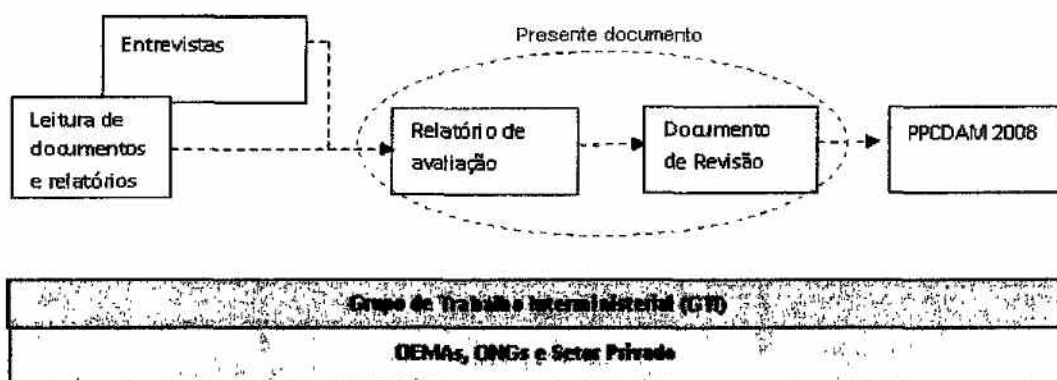 Entrevistas
Presente documento
Leitura de
documentos
e relatórios
Relatório de
avaliação
Documento
de Revisão
PPCDAM 2008
Grupo de Trabalho Interministerial (GTI)
OEMAs, ONGs e Setor Privado